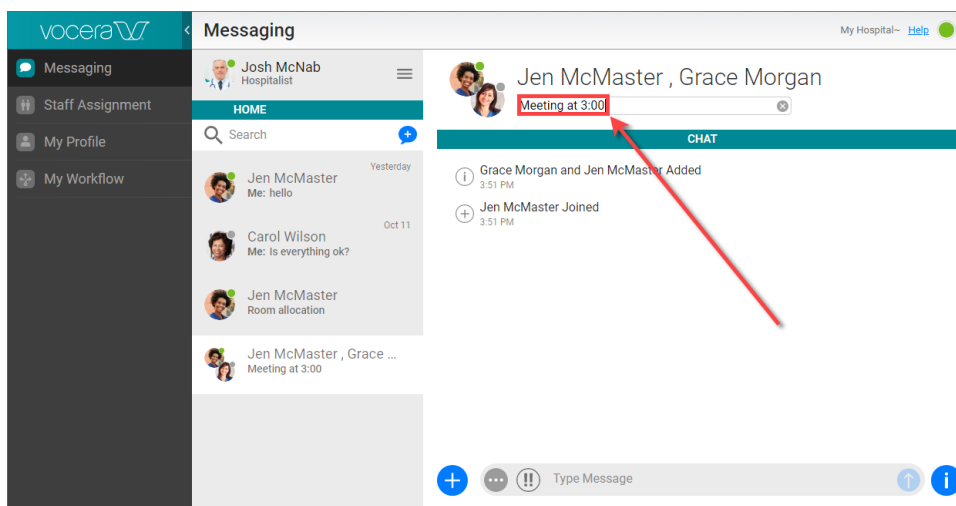 vocera
Messaging
My Hospital~ Help
Messaging
Staff Assignment
My Profile
My Workflow
Josh McNab
Hospitalist
HOME
Search
Yesterday
Jen McMaster
Me: hello
Oct 11
Carol Wilson
Me: Is everything ok?
Jen McMaster
Room allocation
Jen McMaster , Grace ...
Meeting at 3:00
Jen McMaster , Grace Morgan
Meeting at 3:00
CHAT
Grace Morgan and Jen McMaster Added
3:51 PM
Jen McMaster Joined
3:51 PM
Type Message